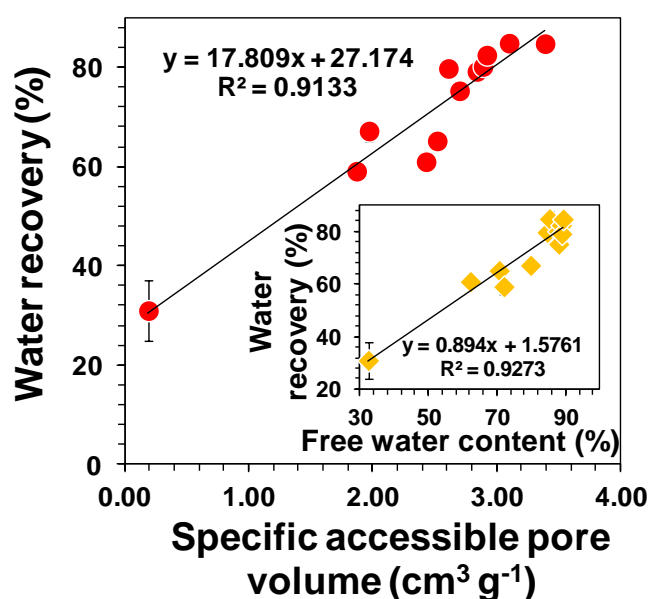 Water recovery (%)
80
60
40
20
0
y = 17.809x + 27.174
R² = 0.9133
Water
recovery (%)
80
60
40
20
y = 0.894x + 1.5761
R² = 0.9273
30 50 70 90
Free water content (%)
0.00 1.00 2.00 3.00 4.00
Specific accessible pore
volume (cm³ g⁻¹)